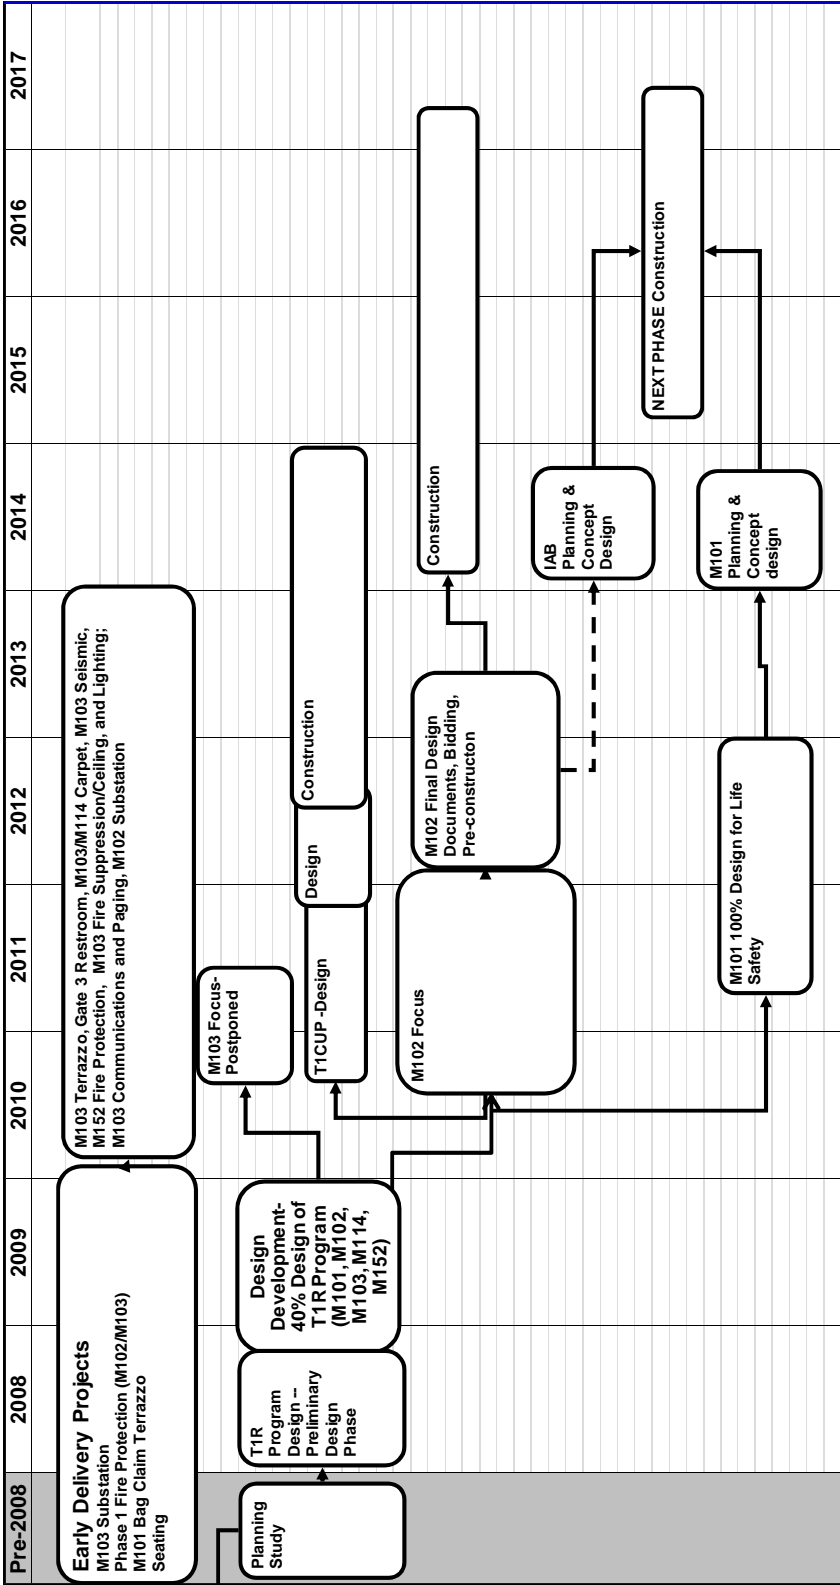 Pre-2008
2008
2009
2010
2011
2012
2013
2014
2015
2016
2017
Early Delivery Projects
M103 Substation
Phase 1 Fire Protection (M102/M103)
M101 Bag Claim Terrazzo
Seating
M103 Terrazzo, Gate 3 Restroom, M103/M114 Carpet, M103 Seismic,
M152 Fire Protection, M103 Fire Suppression/Ceiling, and Lighting;
M103 Communications and Paging, M102 Substation
Planning
Study
T1R
Program
Design --
Preliminary
Design
Phase
Design
Development-
40% Design of
T1R Program
(M101, M102,
M103, M114,
M152)
M103 Focus-
Postponed
T1CUP -Design
Design
Construction
M102 Focus
M102 Final Design
Documents, Bidding,
Pre-constructon
Construction
IAB
Planning &
Concept
Design
NEXT PHASE Construction
M101 100% Design for Life
Safety
M101
Planning &
Concept
design